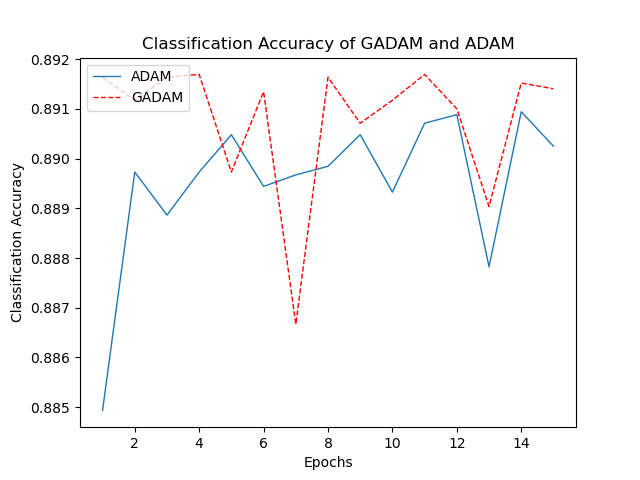 Classification Accuracy of GADAM and ADAM
ADAM
GADAM
Classification Accuracy
0.892
0.891
0.890
0.889
0.888
0.887
0.886
0.885
2 4 6 8 10 12 14
Epochs